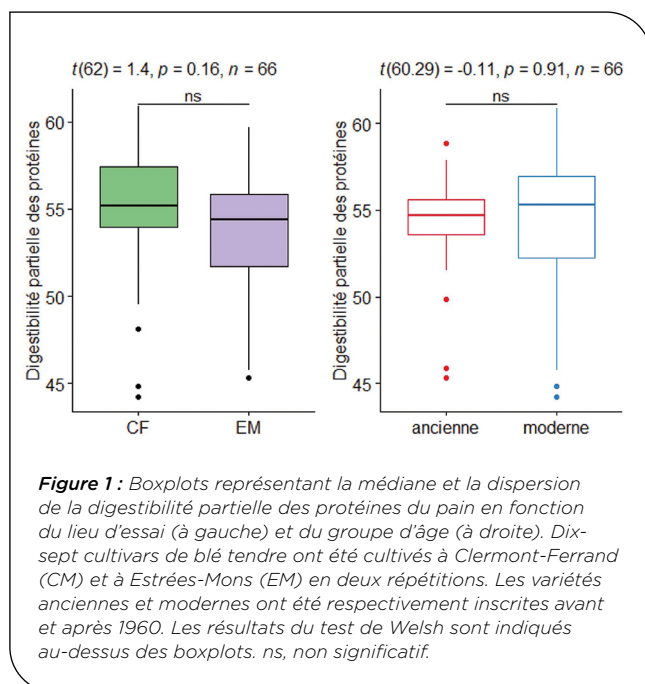 t(62) = 1.4, p = 0.16, n = 66
ns
Digestibilité partielle des protéines
60
55
50
45
CF
EM
t(60.29) = -0.11, p = 0.91, n = 66
ns
Digestibilité partielle des protéines
60
55
50
45
ancienne
moderne
Figure 1 : Boxplots représentant la médiane et la dispersion
de la digestibilité partielle des protéines du pain en fonction
du lieu d'essai (à gauche) et du groupe d'âge (à droite). Dix-
sept cultivars de blé tendre ont été cultivés à Clermont-Ferrand
(CM) et à Estrées-Mons (EM) en deux répétitions. Les variétés
anciennes et modernes ont été respectivement inscrites avant
et après 1960. Les résultats du test de Welsh sont indiqués
au-dessus des boxplots. ns, non significatif.